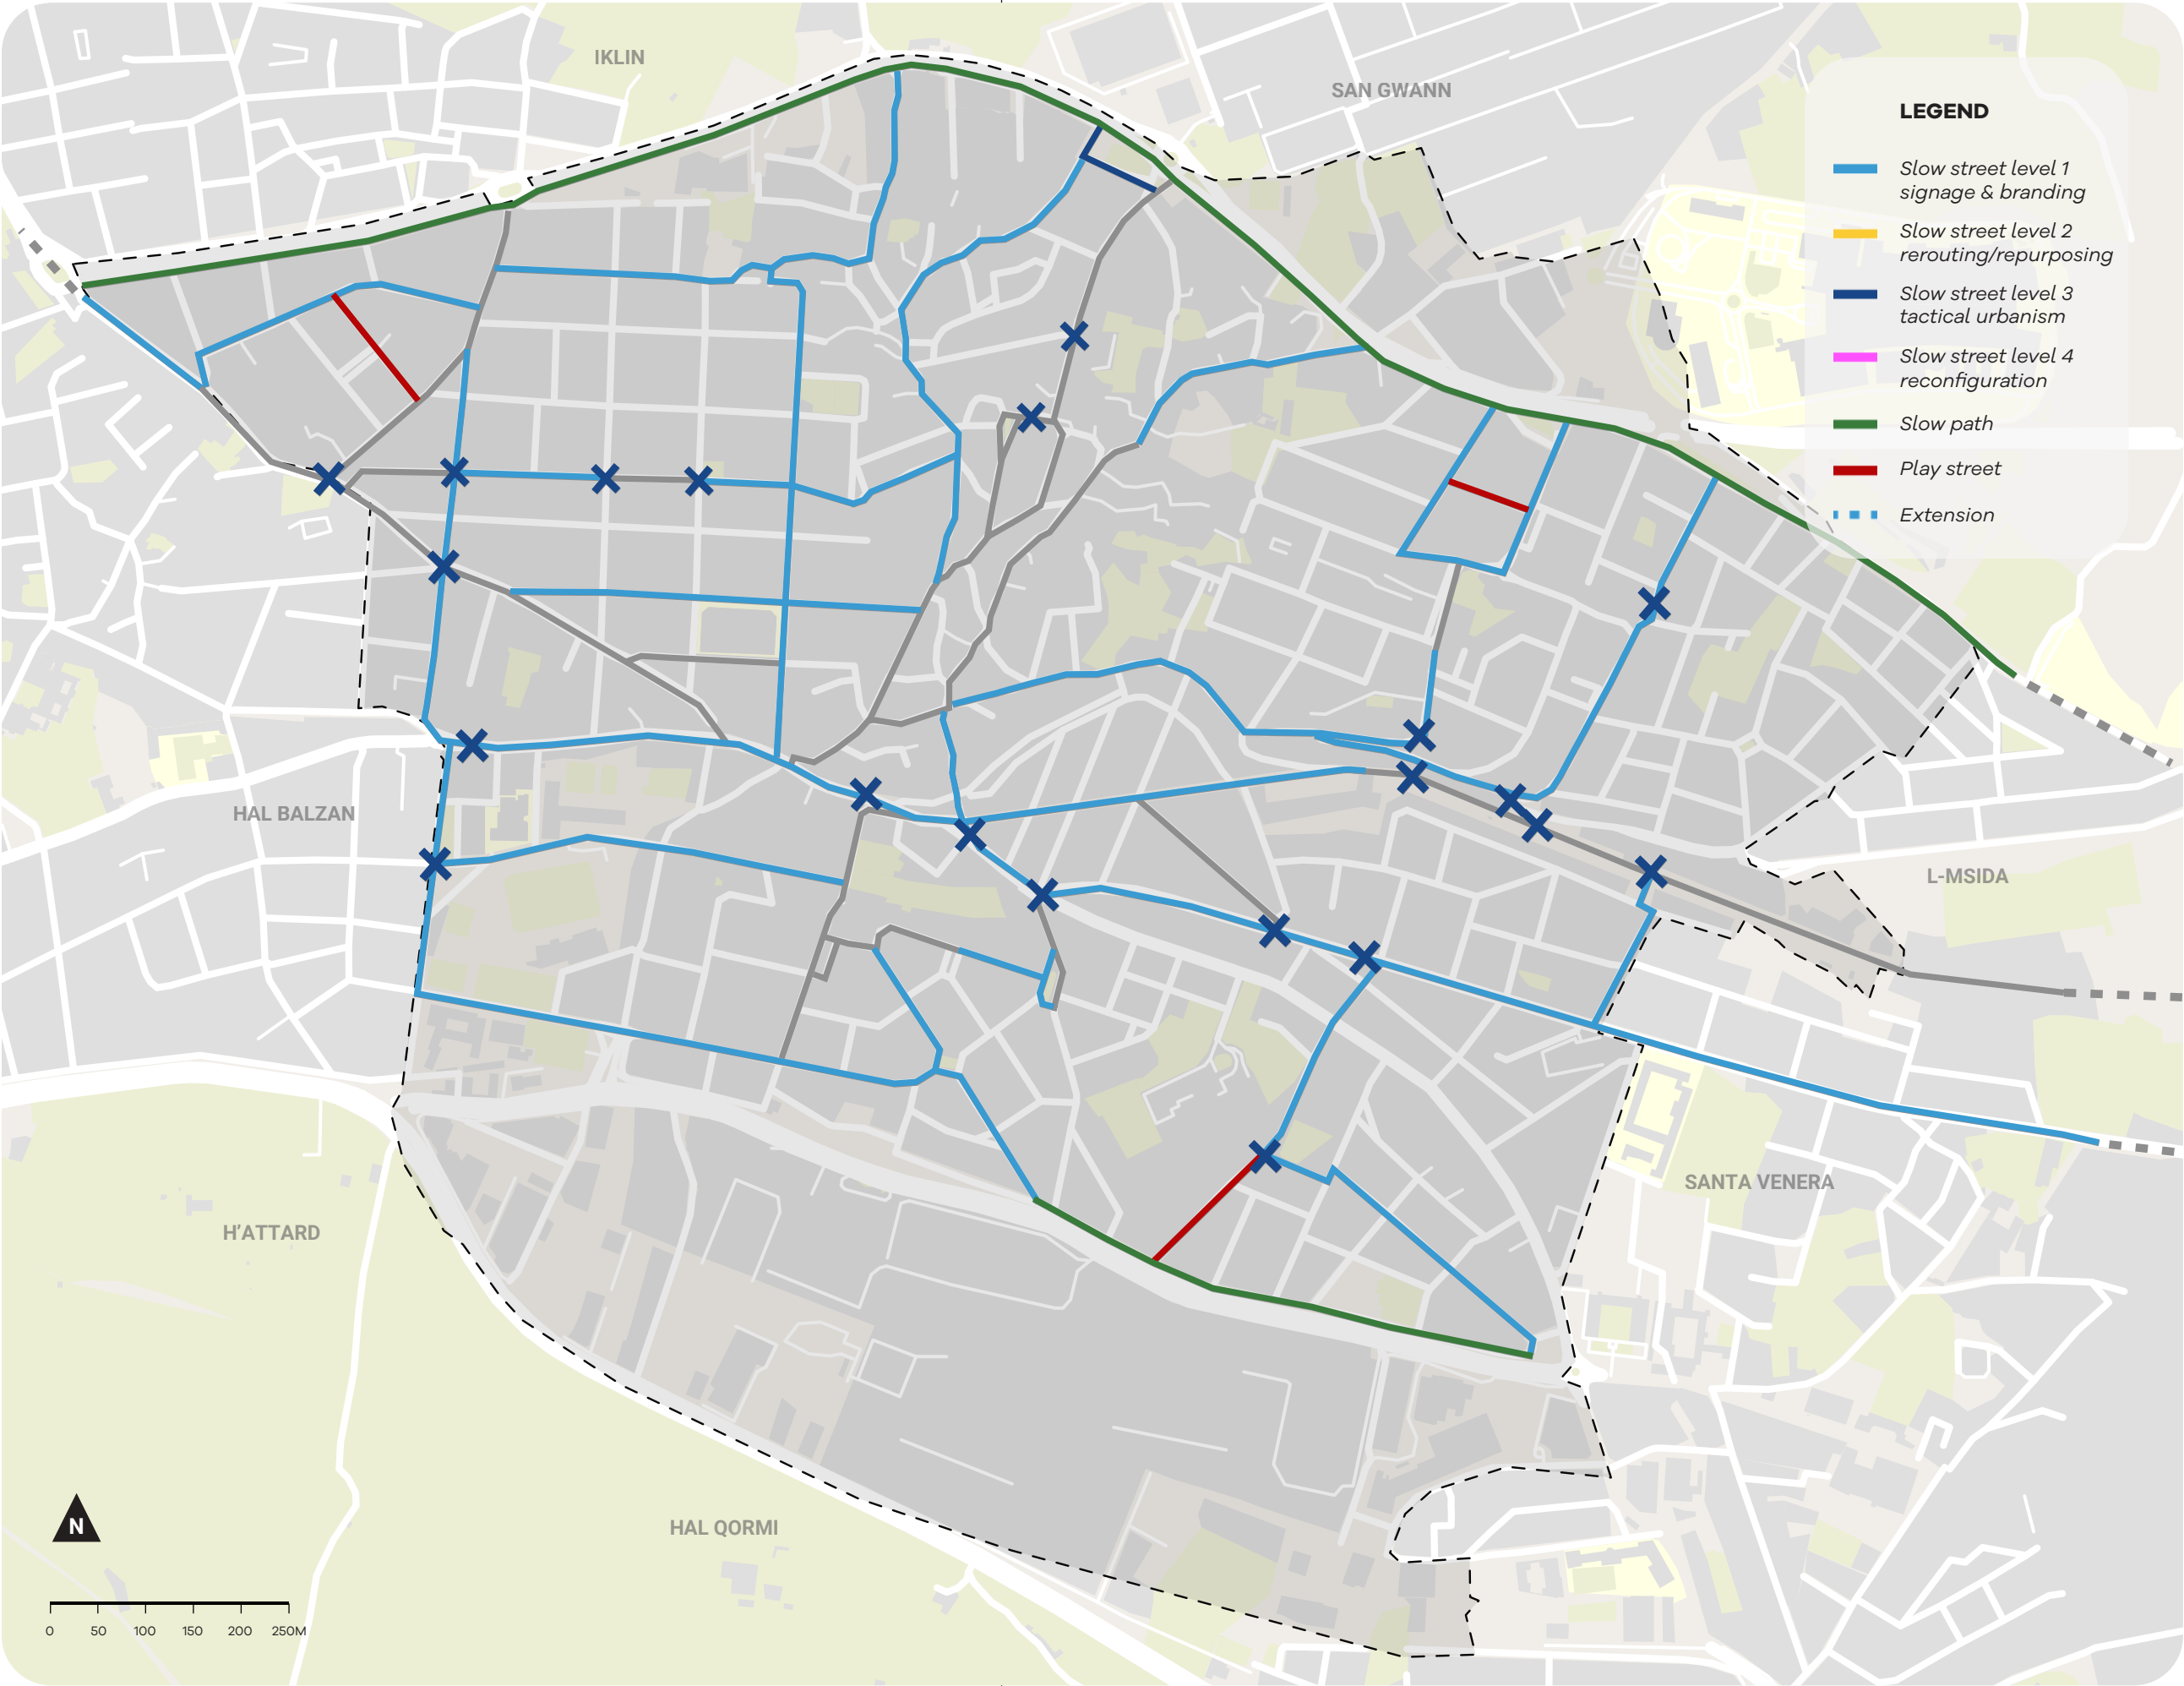 IKLIN
SAN GWANN
LEGEND
Slow street level 1
signage & branding
Slow street level 2
rerouting/repurposing
Slow street level 3
tactical urbanism
Slow street level 4
reconfiguration
Slow path
Play street
Extension
HAL BALZAN
L-MSIDA
H'ATTARD
SANTA VENERA
HAL QORMI
N
0 50 100 150 200 250M